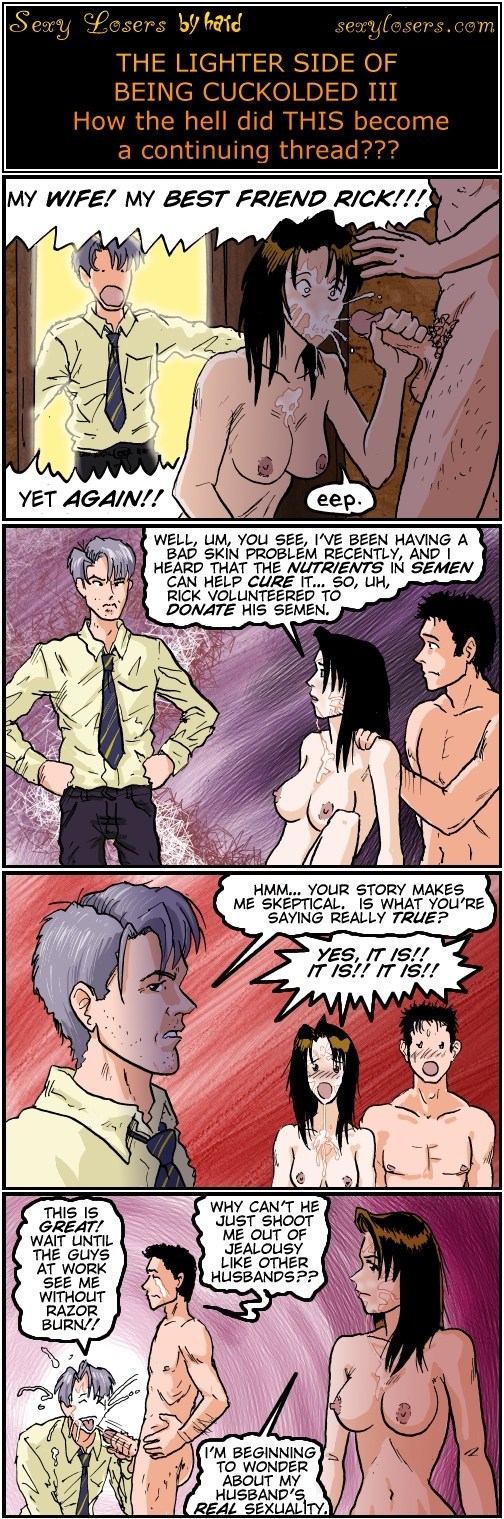 Sexy Losers by hard sexylosers.com
THE LIGHTER SIDE OF
BEING CUCKOLDED III
How the hell did THIS become
a continuing thread???
MY WIFE! MY BEST FRIEND RICK!!!
YET AGAIN!!
eep.
WELL, UM, YOU SEE, I'VE BEEN HAVING A
BAD SKIN PROBLEM RECENTLY, AND I
HEARD THAT THE NUTRIENTS IN SEMEN
CAN HELP CURE IT... SO, UH,
RICK VOLUNTEERED TO
DONATE HIS SEMEN.
HMM... YOUR STORY MAKES
ME SKEPTICAL. IS WHAT YOU'RE
SAYING REALLY TRUE?
YES, IT IS!!
IT IS!! IT IS!!
THIS IS
GREAT!
WAIT UNTIL
THE GUYS
AT WORK
SEE ME
WITHOUT
RAZOR
BURN!!
WHY CAN'T HE
JUST SHOOT
ME OUT OF
JEALOUSY
LIKE OTHER
HUSBANDS??
I'M BEGINNING
TO WONDER
ABOUT MY
HUSBAND'S
REAL SEXUALITY.